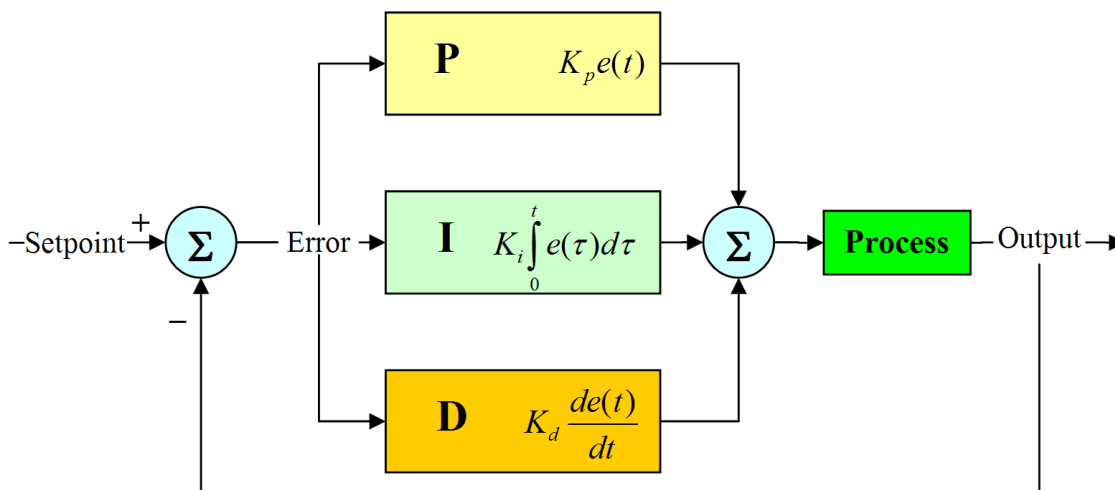 P K_p e(t)
–Setpoint + Σ Error I K_i ∫_0^t e(τ)dτ Σ Process Output
−
D K_d de(t)/dt